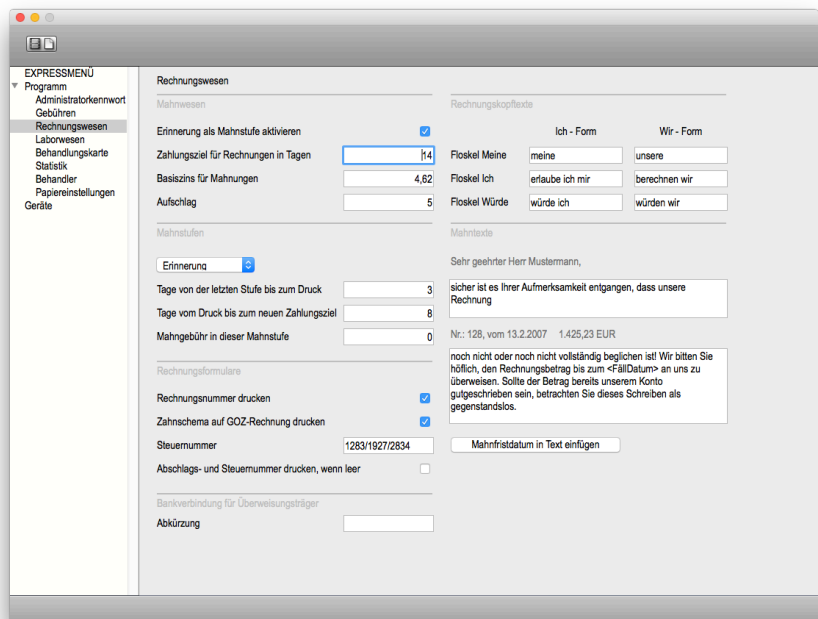 EXPRESSMENÜ
Programm
Administratorkennwort
Gebühren
Rechnungswesen
Laborwesen
Behandlungskarte
Statistik
Behandler
Papiereinstellungen
Geräte
Rechnungswesen
Mahnwesen
Erinnerung als Mahnstufe aktivieren
Zahlungsziel für Rechnungen in Tagen 14
Basiszins für Mahnungen 4,62
Aufschlag 5
Mahnstufen
Erinnerung
Tage von der letzten Stufe bis zum Druck 3
Tage vom Druck bis zum neuen Zahlungsziel 8
Mahngebühr in dieser Mahnstufe 0
Rechnungsformulare
Rechnungsnummer drucken
Zahnschema auf GOZ-Rechnung drucken
Steuernummer 1283/1927/2834
Abschlags- und Steuernummer drucken, wenn leer
Bankverbindung für Überweisungsträger
Abkürzung
Rechnungskopftexte
Ich - Form Wir - Form
Floskel Meine meine unsere
Floskel Ich erlaube ich mir berechnen wir
Floskel Würde würde ich würden wir
Mahntexte
Sehr geehrter Herr Mustermann,
sicher ist es Ihrer Aufmerksamkeit entgangen, dass unsere
Rechnung
Nr.: 128, vom 13.2.2007 1.425,23 EUR
noch nicht oder noch nicht vollständig beglichen ist! Wir bitten Sie
höflich, den Rechnungsbetrag bis zum <FällDatum> an uns zu
überweisen. Sollte der Betrag bereits unserem Konto
gutgeschrieben sein, betrachten Sie dieses Schreiben als
gegenstandslos.
Mahnfristdatum in Text einfügen